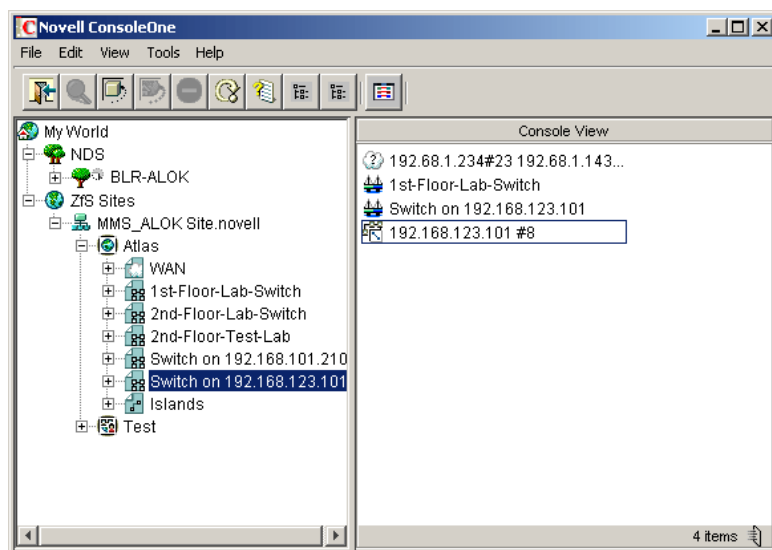 Novell ConsoleOne
File Edit View Tools Help
My World
NDS
BLR-ALOK
ZfS Sites
MMS_ALOK Site.novell
Atlas
WAN
1st-Floor-Lab-Switch
2nd-Floor-Lab-Switch
2nd-Floor-Test-Lab
Switch on 192.168.101.210
Switch on 192.168.123.101
Islands
Test
Console View
192.68.1.234#23 192.68.1.143...
1st-Floor-Lab-Switch
Switch on 192.168.123.101
192.168.123.101 #8
4 items